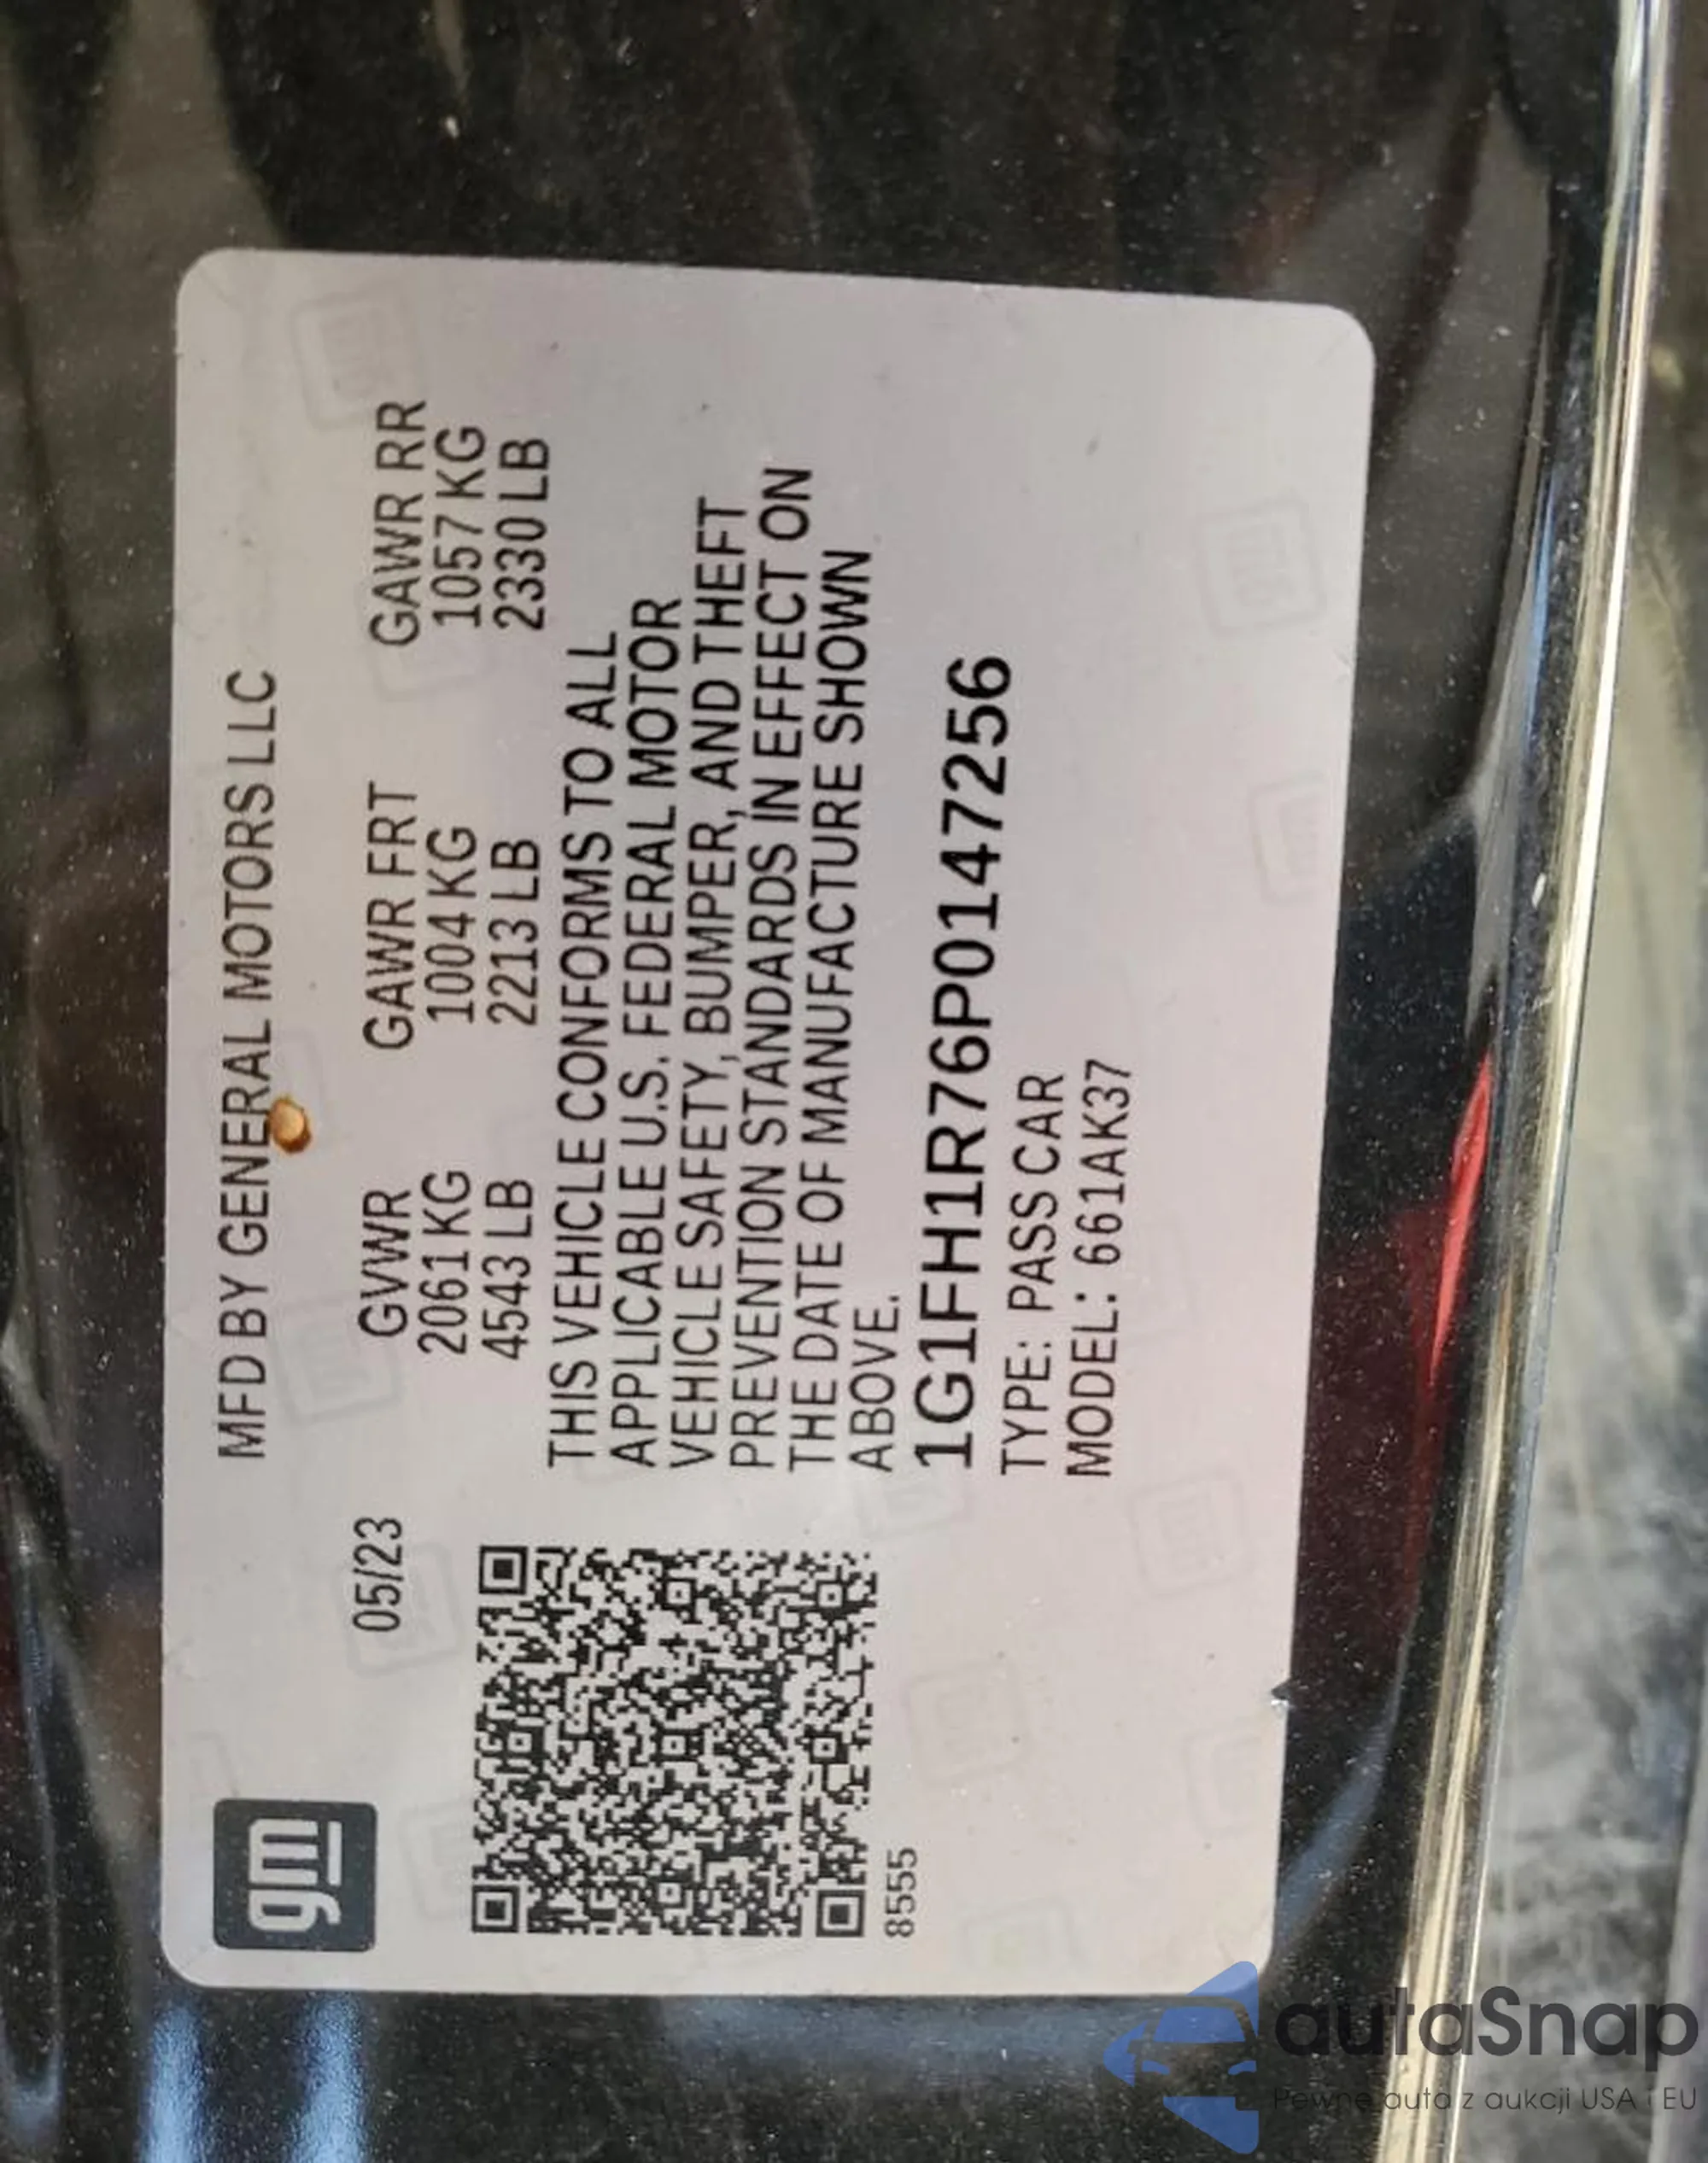 gm
MFD BY GENERAL MOTORS LLC
05/23
GVWR GAWR FRT GAWR RR
2061 KG 1004 KG 1057 KG
4543 LB 2213 LB 2330 LB
THIS VEHICLE CONFORMS TO ALL
APPLICABLE U.S. FEDERAL MOTOR
VEHICLE SAFETY, BUMPER, AND THEFT
PREVENTION STANDARDS IN EFFECT ON
THE DATE OF MANUFACTURE SHOWN
ABOVE.
1G1FH1R76P0147256
TYPE: PASS CAR
MODEL: 661AK37
8555
autaSnap
Pewne auta z aukcji USA i EU